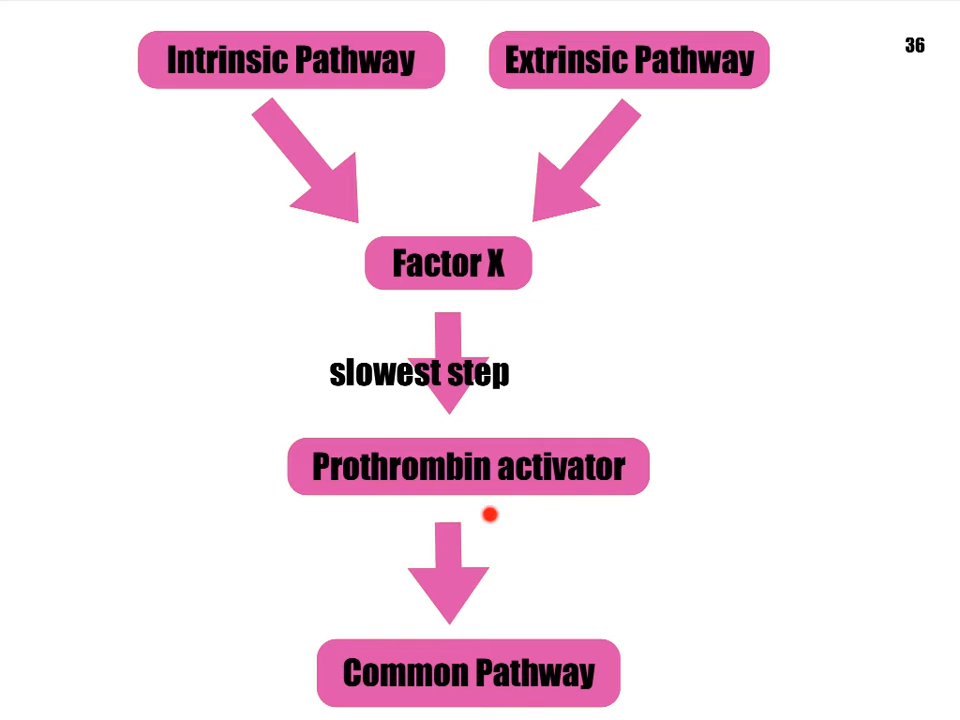 Intrinsic Pathway
Extrinsic Pathway
36
Factor X
slowest step
Prothrombin activator
Common Pathway